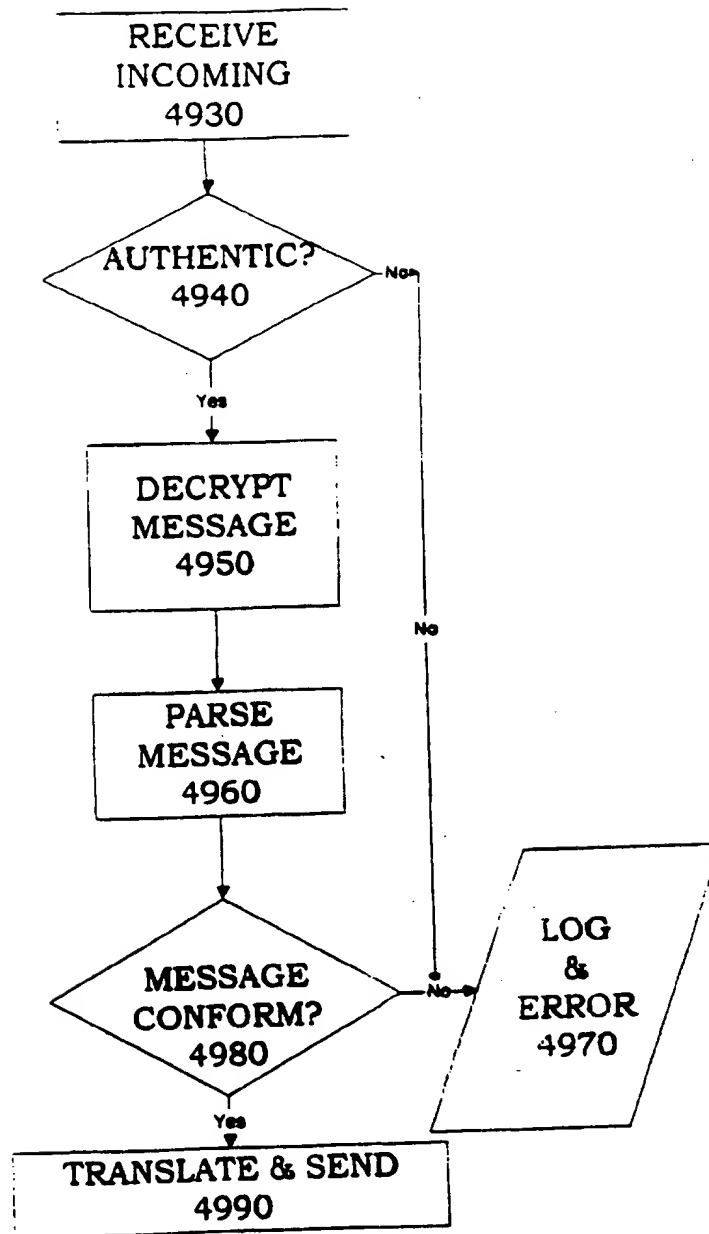 RECEIVE
INCOMING
4930
AUTHENTIC?
4940
No
Yes
DECRYPT
MESSAGE
4950
No
PARSE
MESSAGE
4960
LOG
&
ERROR
4970
MESSAGE
CONFORM?
4980
No
Yes
TRANSLATE & SEND
4990